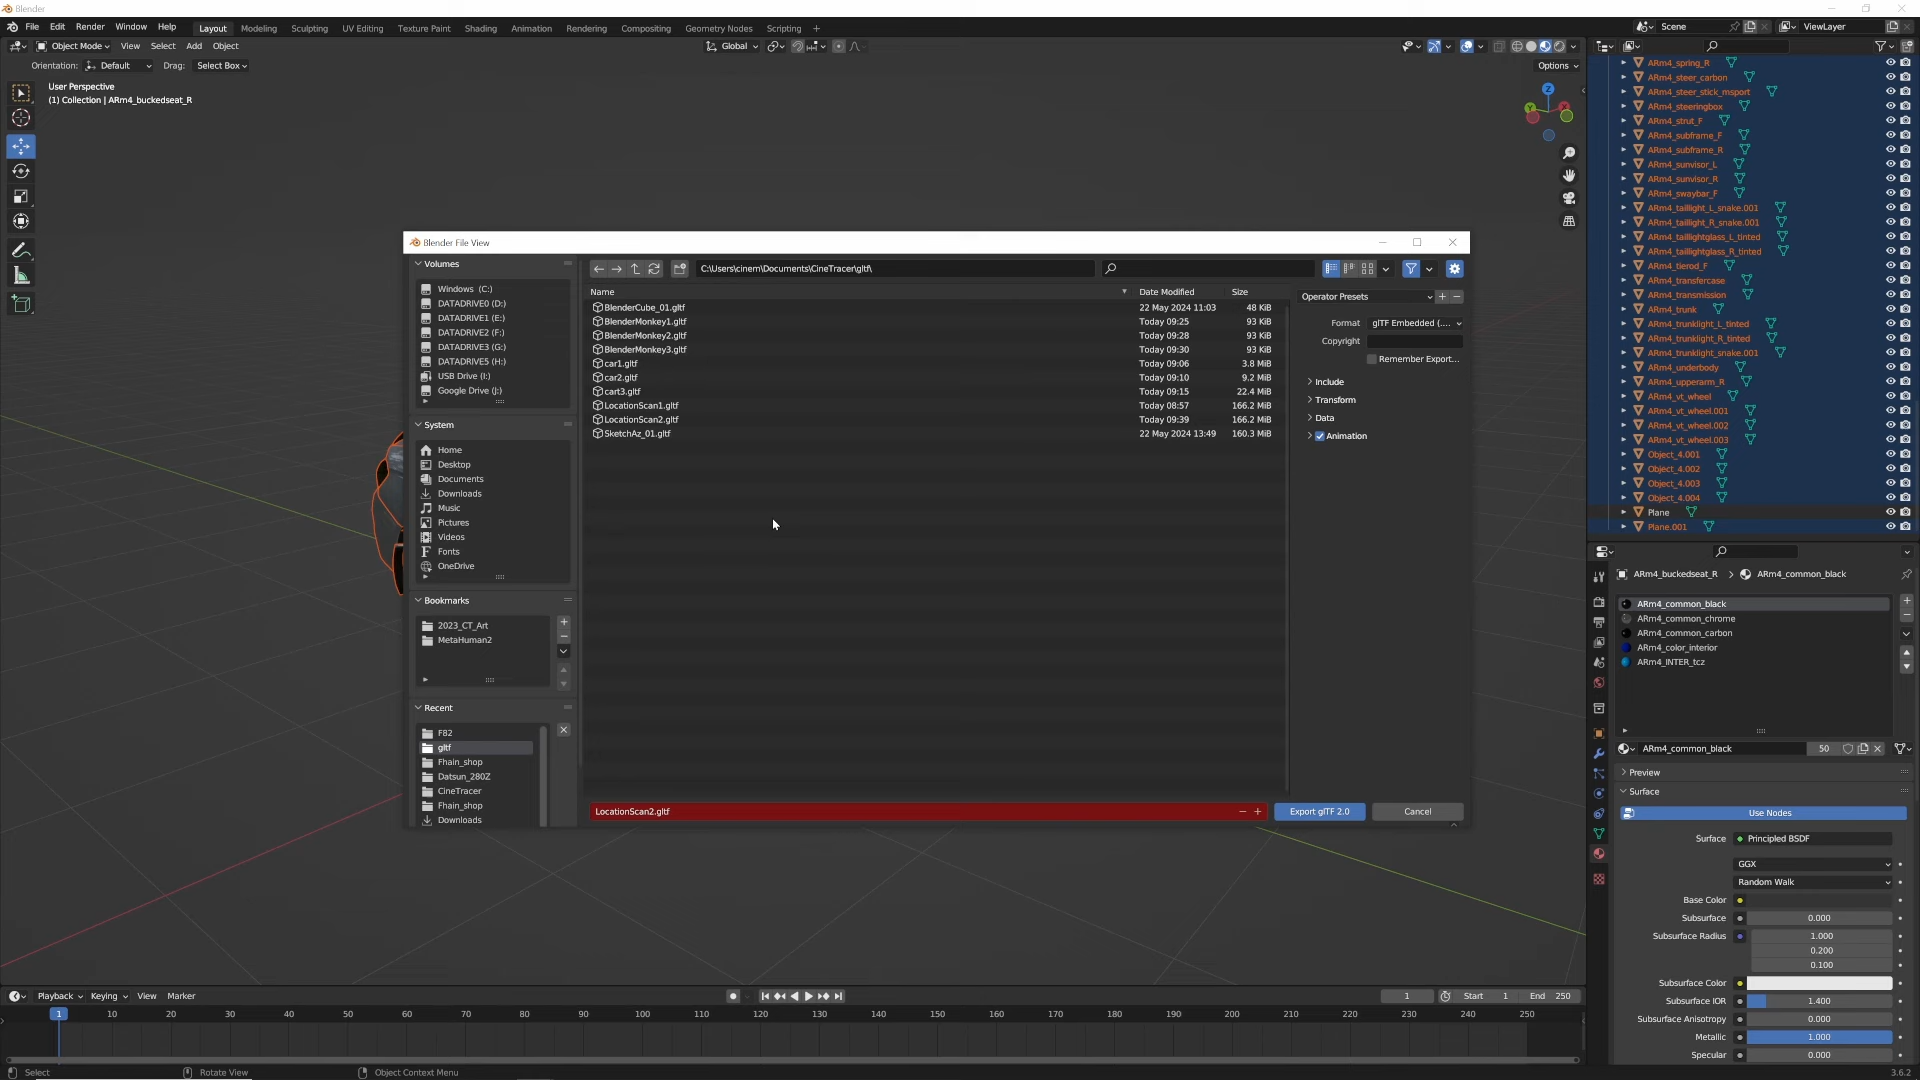 Blender
File Edit Render Window Help Layout Modeling Sculpting UV Editing Texture Paint Shading Animation Rendering Compositing Geometry Nodes Scripting + Scene ViewLayer
Object Mode View Select Add Object Global
Orientation: Default Drag: Select Box Options
User Perspective
(1) Collection | ARm4_buckedseat_R
Z
Y
X
ARm4_spring_R
ARm4_steer_carbon
ARm4_steer_stick_msport
ARm4_steeringbox
ARm4_strut_F
ARm4_subframe_F
ARm4_subframe_R
ARm4_sunvisor_L
ARm4_sunvisor_R
ARm4_swaybar_F
ARm4_taillight_L_snake.001
ARm4_taillight_R_snake.001
ARm4_taillightglass_L_tinted
ARm4_taillightglass_R_tinted
ARm4_tierod_F
ARm4_transfercase
ARm4_transmission
ARm4_trunk
ARm4_trunklight_L_tinted
ARm4_trunklight_R_tinted
ARm4_trunklight_snake.001
ARm4_underbody
ARm4_upperarm_R
ARm4_vt_wheel
ARm4_vt_wheel.001
ARm4_vt_wheel.002
ARm4_vt_wheel.003
Object_4.001
Object_4.002
Object_4.003
Object_4.004
Plane
Plane.001
Blender File View
Volumes
Windows (C:)
DATADRIVE0 (D:)
DATADRIVE1 (E:)
DATADRIVE2 (F:)
DATADRIVE3 (G:)
DATADRIVE5 (H:)
USB Drive (I:)
Google Drive (J:)
System
Home
Desktop
Documents
Downloads
Music
Pictures
Videos
Fonts
OneDrive
Bookmarks
2023_CT_Art
MetaHuman2
Recent
FB2
gltf
Fhain_shop
Datsun_280Z
CineTracer
Fhain_shop
Downloads
C:\Users\cinem\Documents\CineTracer\gltf\
Name Date Modified Size
BlenderCube_01.gltf 22 May 2024 11:03 48 KiB
BlenderMonkey1.gltf Today 09:25 93 KiB
BlenderMonkey2.gltf Today 09:28 93 KiB
BlenderMonkey3.gltf Today 09:30 93 KiB
car1.gltf Today 09:06 3.8 MiB
car2.gltf Today 09:10 9.2 MiB
cart3.gltf Today 09:15 22.4 MiB
LocationScan1.gltf Today 08:57 166.2 MiB
LocationScan2.gltf Today 09:39 166.2 MiB
SketchAz_01.gltf 22 May 2024 13:49 160.3 MiB
Operator Presets
Format glTF Embedded (....
Copyright
Remember Export...
Include
Transform
Data
Animation
LocationScan2.gltf Export glTF 2.0 Cancel
ARm4_buckedseat_R > ARm4_common_black
ARm4_common_black
ARm4_common_chrome
ARm4_common_carbon
ARm4_color_interior
ARm4_INTER_tcz
ARm4_common_black 50
Preview
Surface
Use Nodes
Surface Principled BSDF
GGX
Random Walk
Base Color
Subsurface 0.000
Subsurface Radius 1.000
0.200
0.100
Subsurface Color
Subsurface IOR 1.400
Subsurface Anisotropy 0.000
Metallic 1.000
Specular 0.000
Playback Keying View Marker 1 Start 1 End 250
1 10 20 30 40 50 60 70 80 90 100 110 120 130 140 150 160 170 180 190 200 210 220 230 240 250
Select Rotate View Object Context Menu 3.6.2